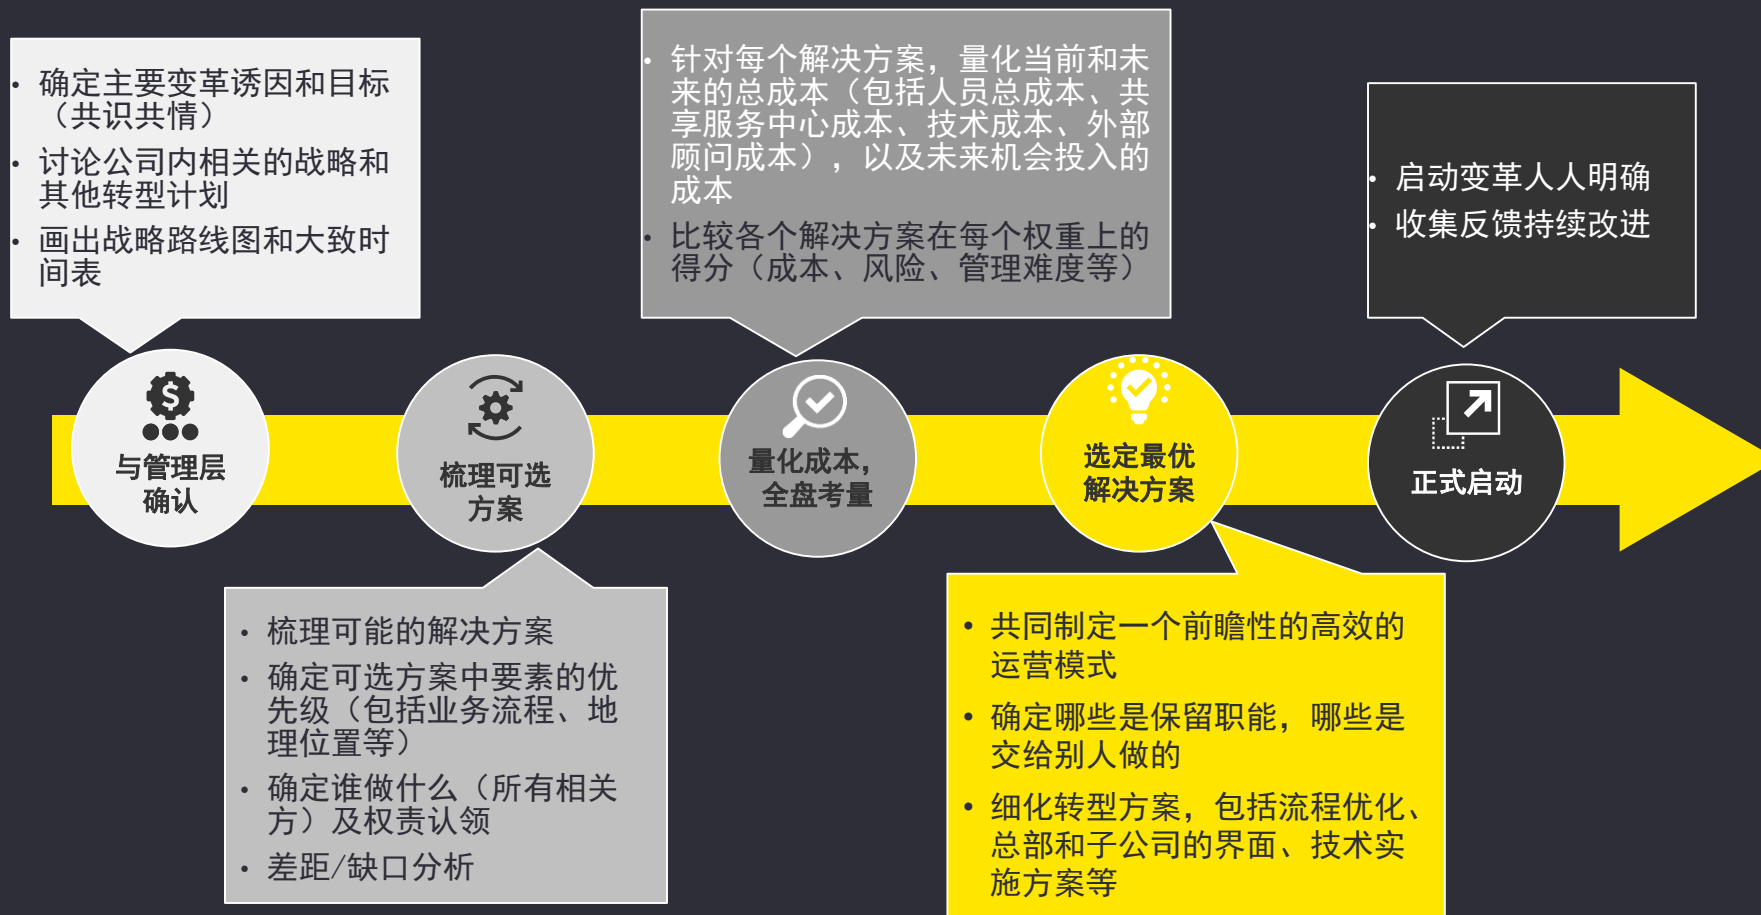 • 确定主要变革诱因和目标
（共识共情）
• 讨论公司内相关的战略和
其他转型计划
• 画出战略路线图和大致时
间表
• 针对每个解决方案，量化当前和未
来的总成本（包括人员总成本、共
享服务中心成本、技术成本、外部
顾问成本），以及未来机会投入的
成本
• 比较各个解决方案在每个权重上的
得分（成本、风险、管理难度等）
• 启动变革人人明确
• 收集反馈持续改进
与管理层
确认
梳理可选
方案
量化成本，
全盘考量
选定最优
解决方案
正式启动
• 梳理可能的解决方案
• 确定可选方案中要素的优
先级（包括业务流程、地
理位置等）
• 确定谁做什么（所有相关
方）及权责认领
• 差距/缺口分析
• 共同制定一个前瞻性的高效的
运营模式
• 确定哪些是保留职能，哪些是
交给别人做的
• 细化转型方案，包括流程优化、
总部和子公司的界面、技术实
施方案等